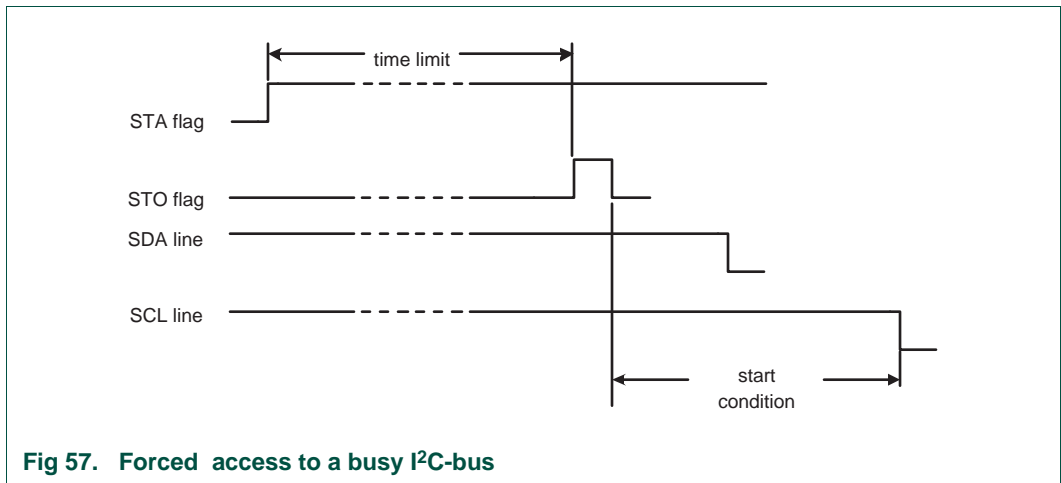 time limit
STA flag
STO flag
SDA line
SCL line
start
condition
Fig 57. Forced access to a busy I²C-bus